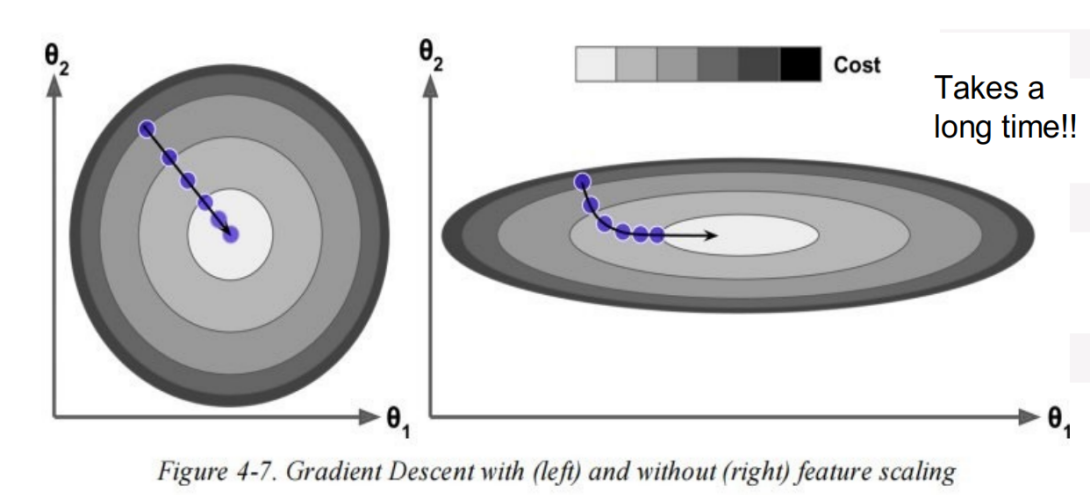 θ2
θ2
Cost
Takes a
long time!!
θ1
θ1
Figure 4-7. Gradient Descent with (left) and without (right) feature scaling